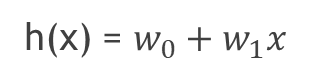 h(x) = w₀ + w₁x